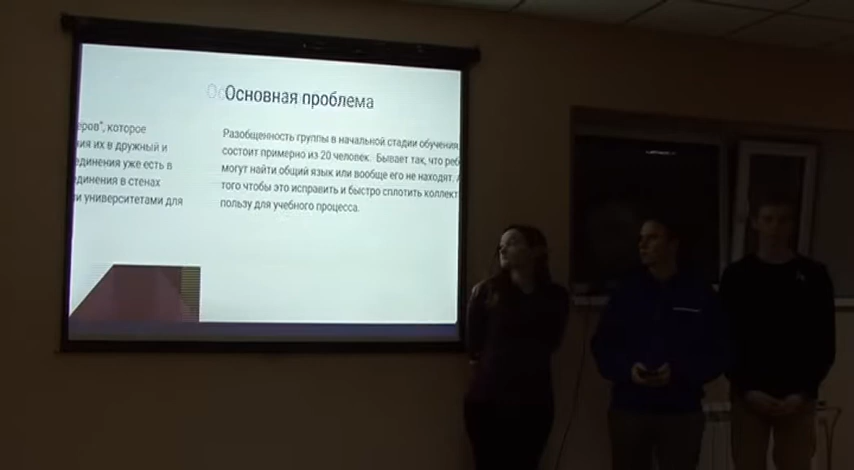 Основная проблема
еров", которое
ия их в дружный и
единения уже есть в
динения в стенах
и университетами для
Разобщенность группы в начальной стадии обучения
состоит примерно из 20 человек. Бывает так, что реб
могут найти общий язык или вообще его не находят.
того чтобы это исправить и быстро сплотить коллект
пользу для учебного процесса.